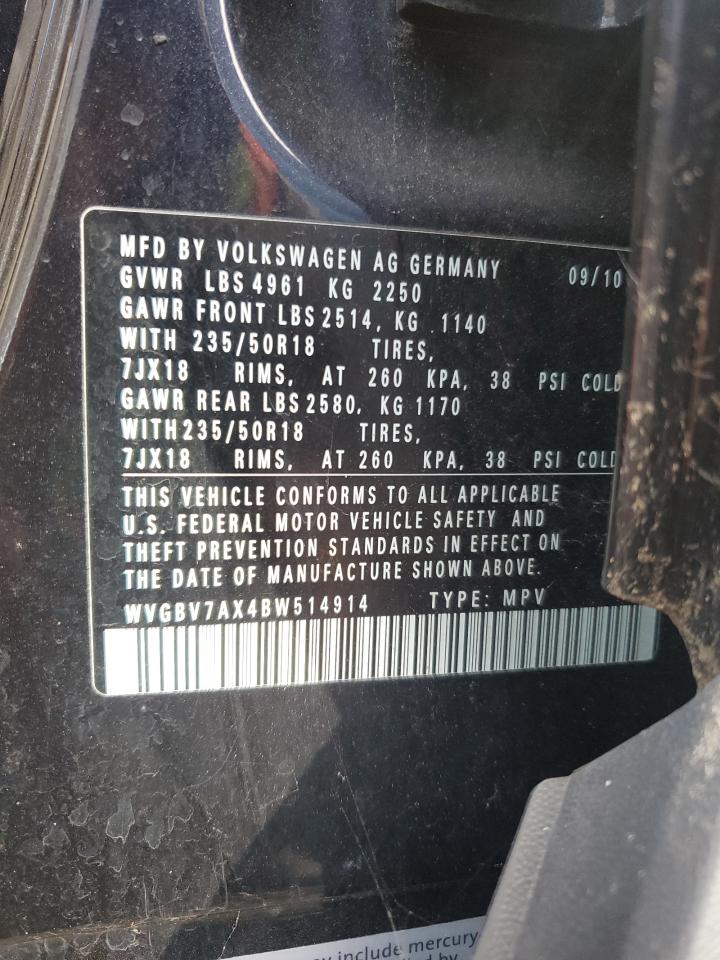 MFD BY VOLKSWAGEN AG GERMANY 09/10
GVWR LBS 4961 KG 2250
GAWR FRONT LBS 2514, KG 1140
WITH 235/50R18 TIRES,
7JX18 RIMS, AT 260 KPA, 38 PSI COLD
GAWR REAR LBS 2580, KG 1170
WITH 235/50R18 TIRES,
7JX18 RIMS, AT 260 KPA, 38 PSI COLD
THIS VEHICLE CONFORMS TO ALL APPLICABLE
U.S. FEDERAL MOTOR VEHICLE SAFETY AND
THEFT PREVENTION STANDARDS IN EFFECT ON
THE DATE OF MANUFACTURE SHOWN ABOVE.
WVGBV7AX4BW514914 TYPE: MPV
include mercury
by